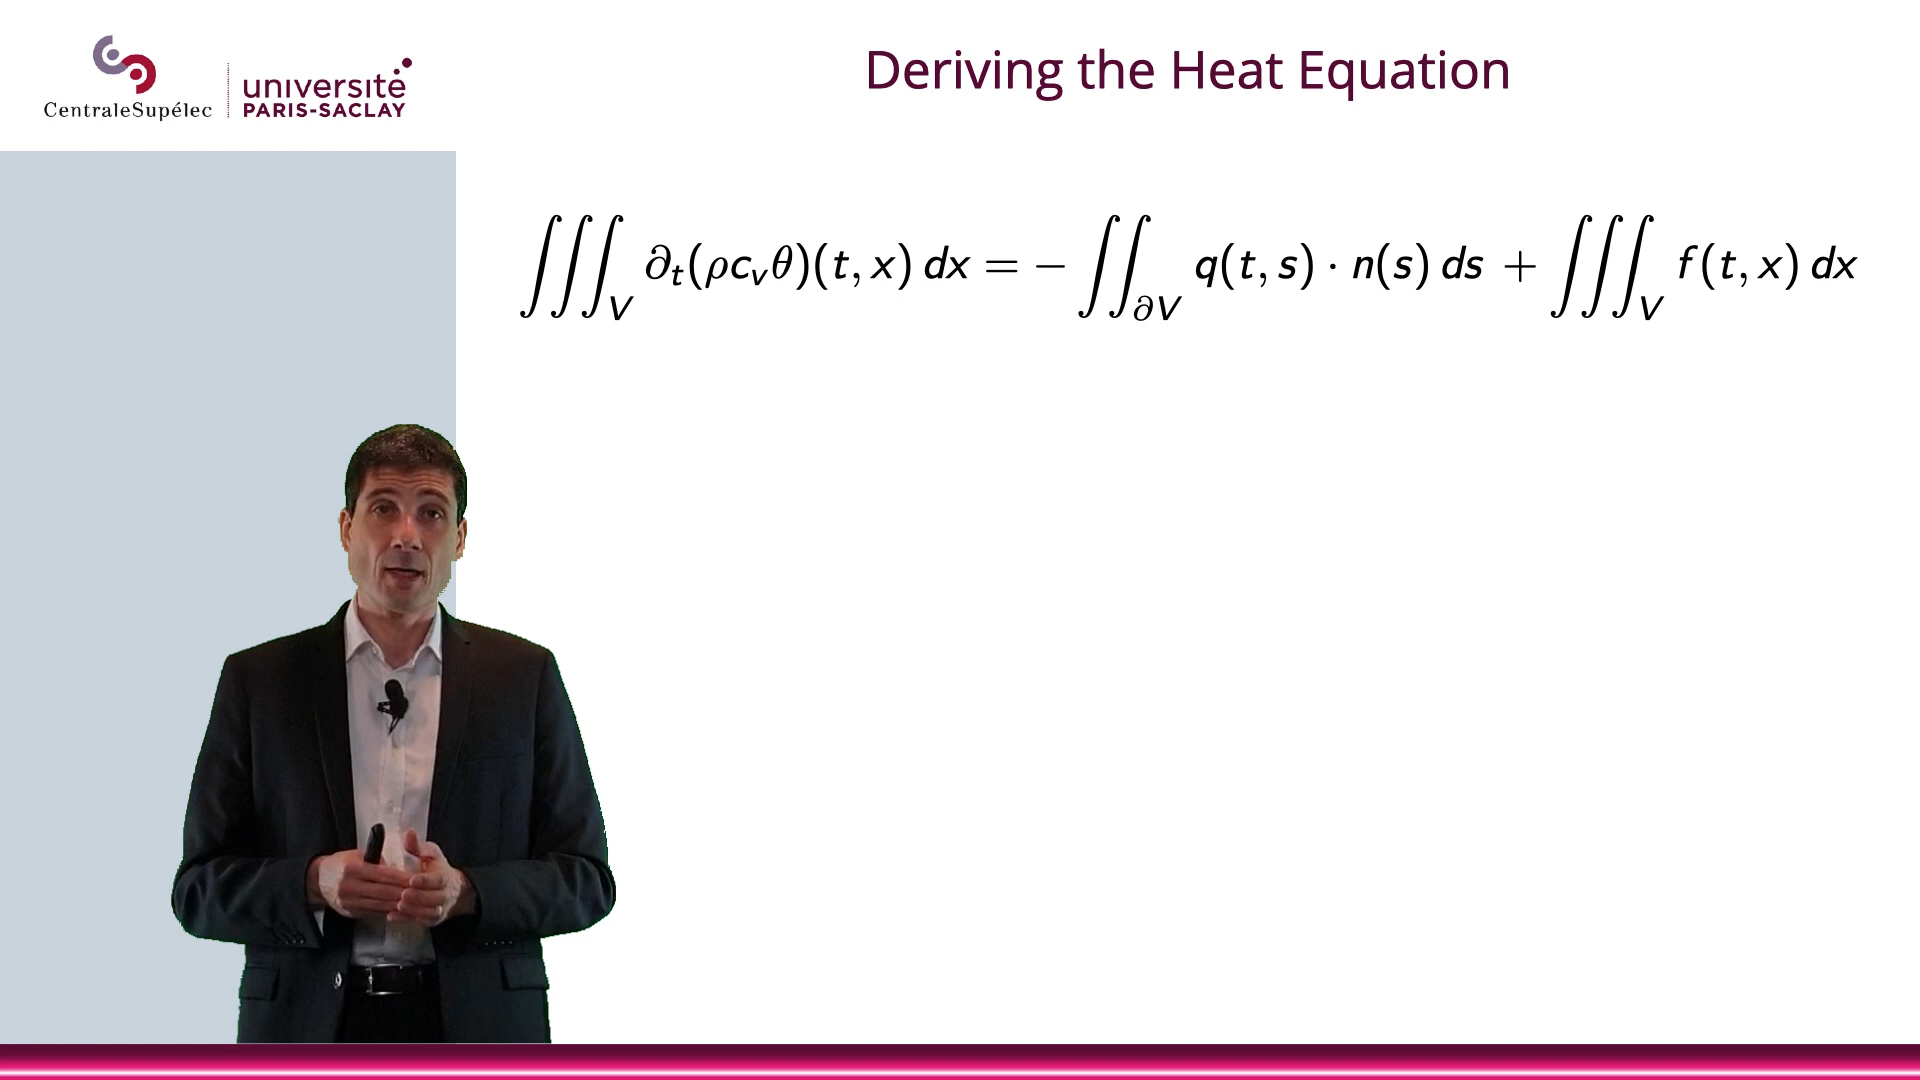 CentraleSupélec
université
PARIS-SACLAY
Deriving the Heat Equation
∭_V ∂_t(ρc_vθ)(t, x) dx = − ∬_∂V q(t, s) · n(s) ds + ∭_V f(t, x) dx